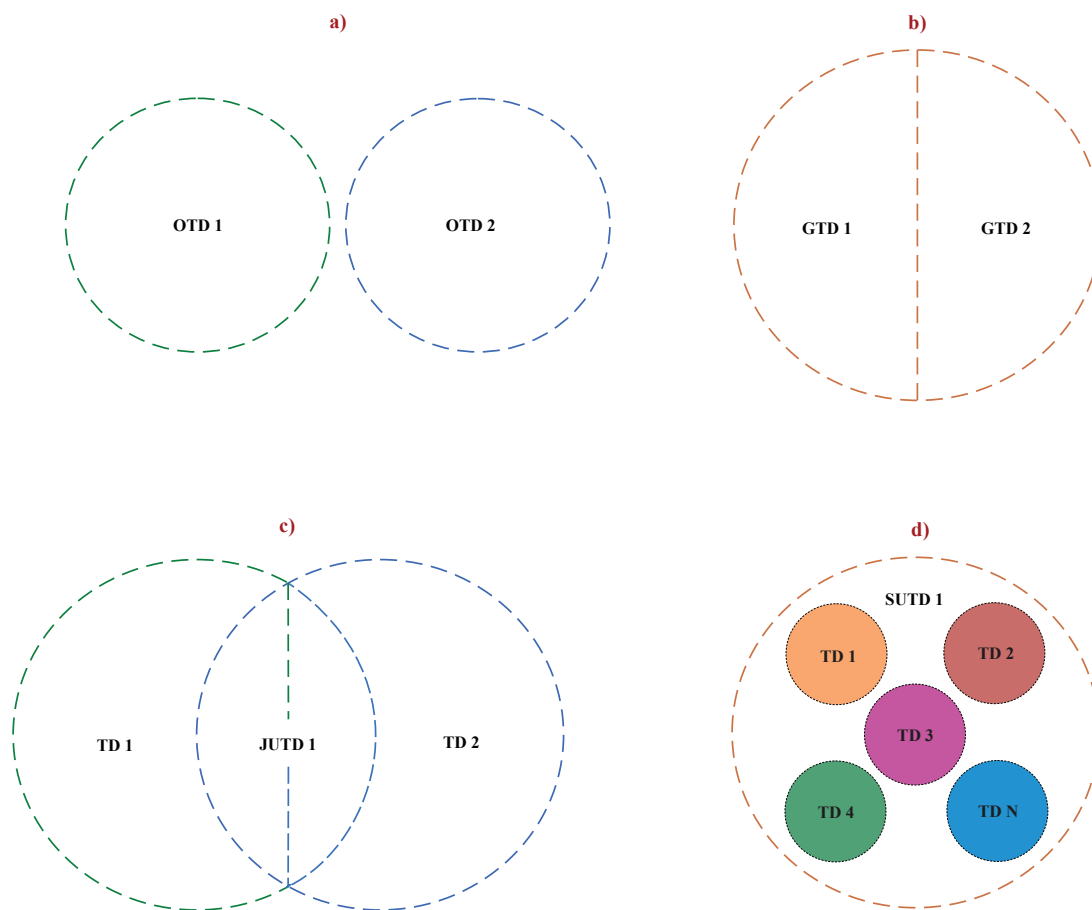 a)
OTD 1
OTD 2
b)
GTD 1
GTD 2
c)
TD 1
JUTD 1
TD 2
d)
SUTD 1
TD 1
TD 2
TD 3
TD 4
TD N